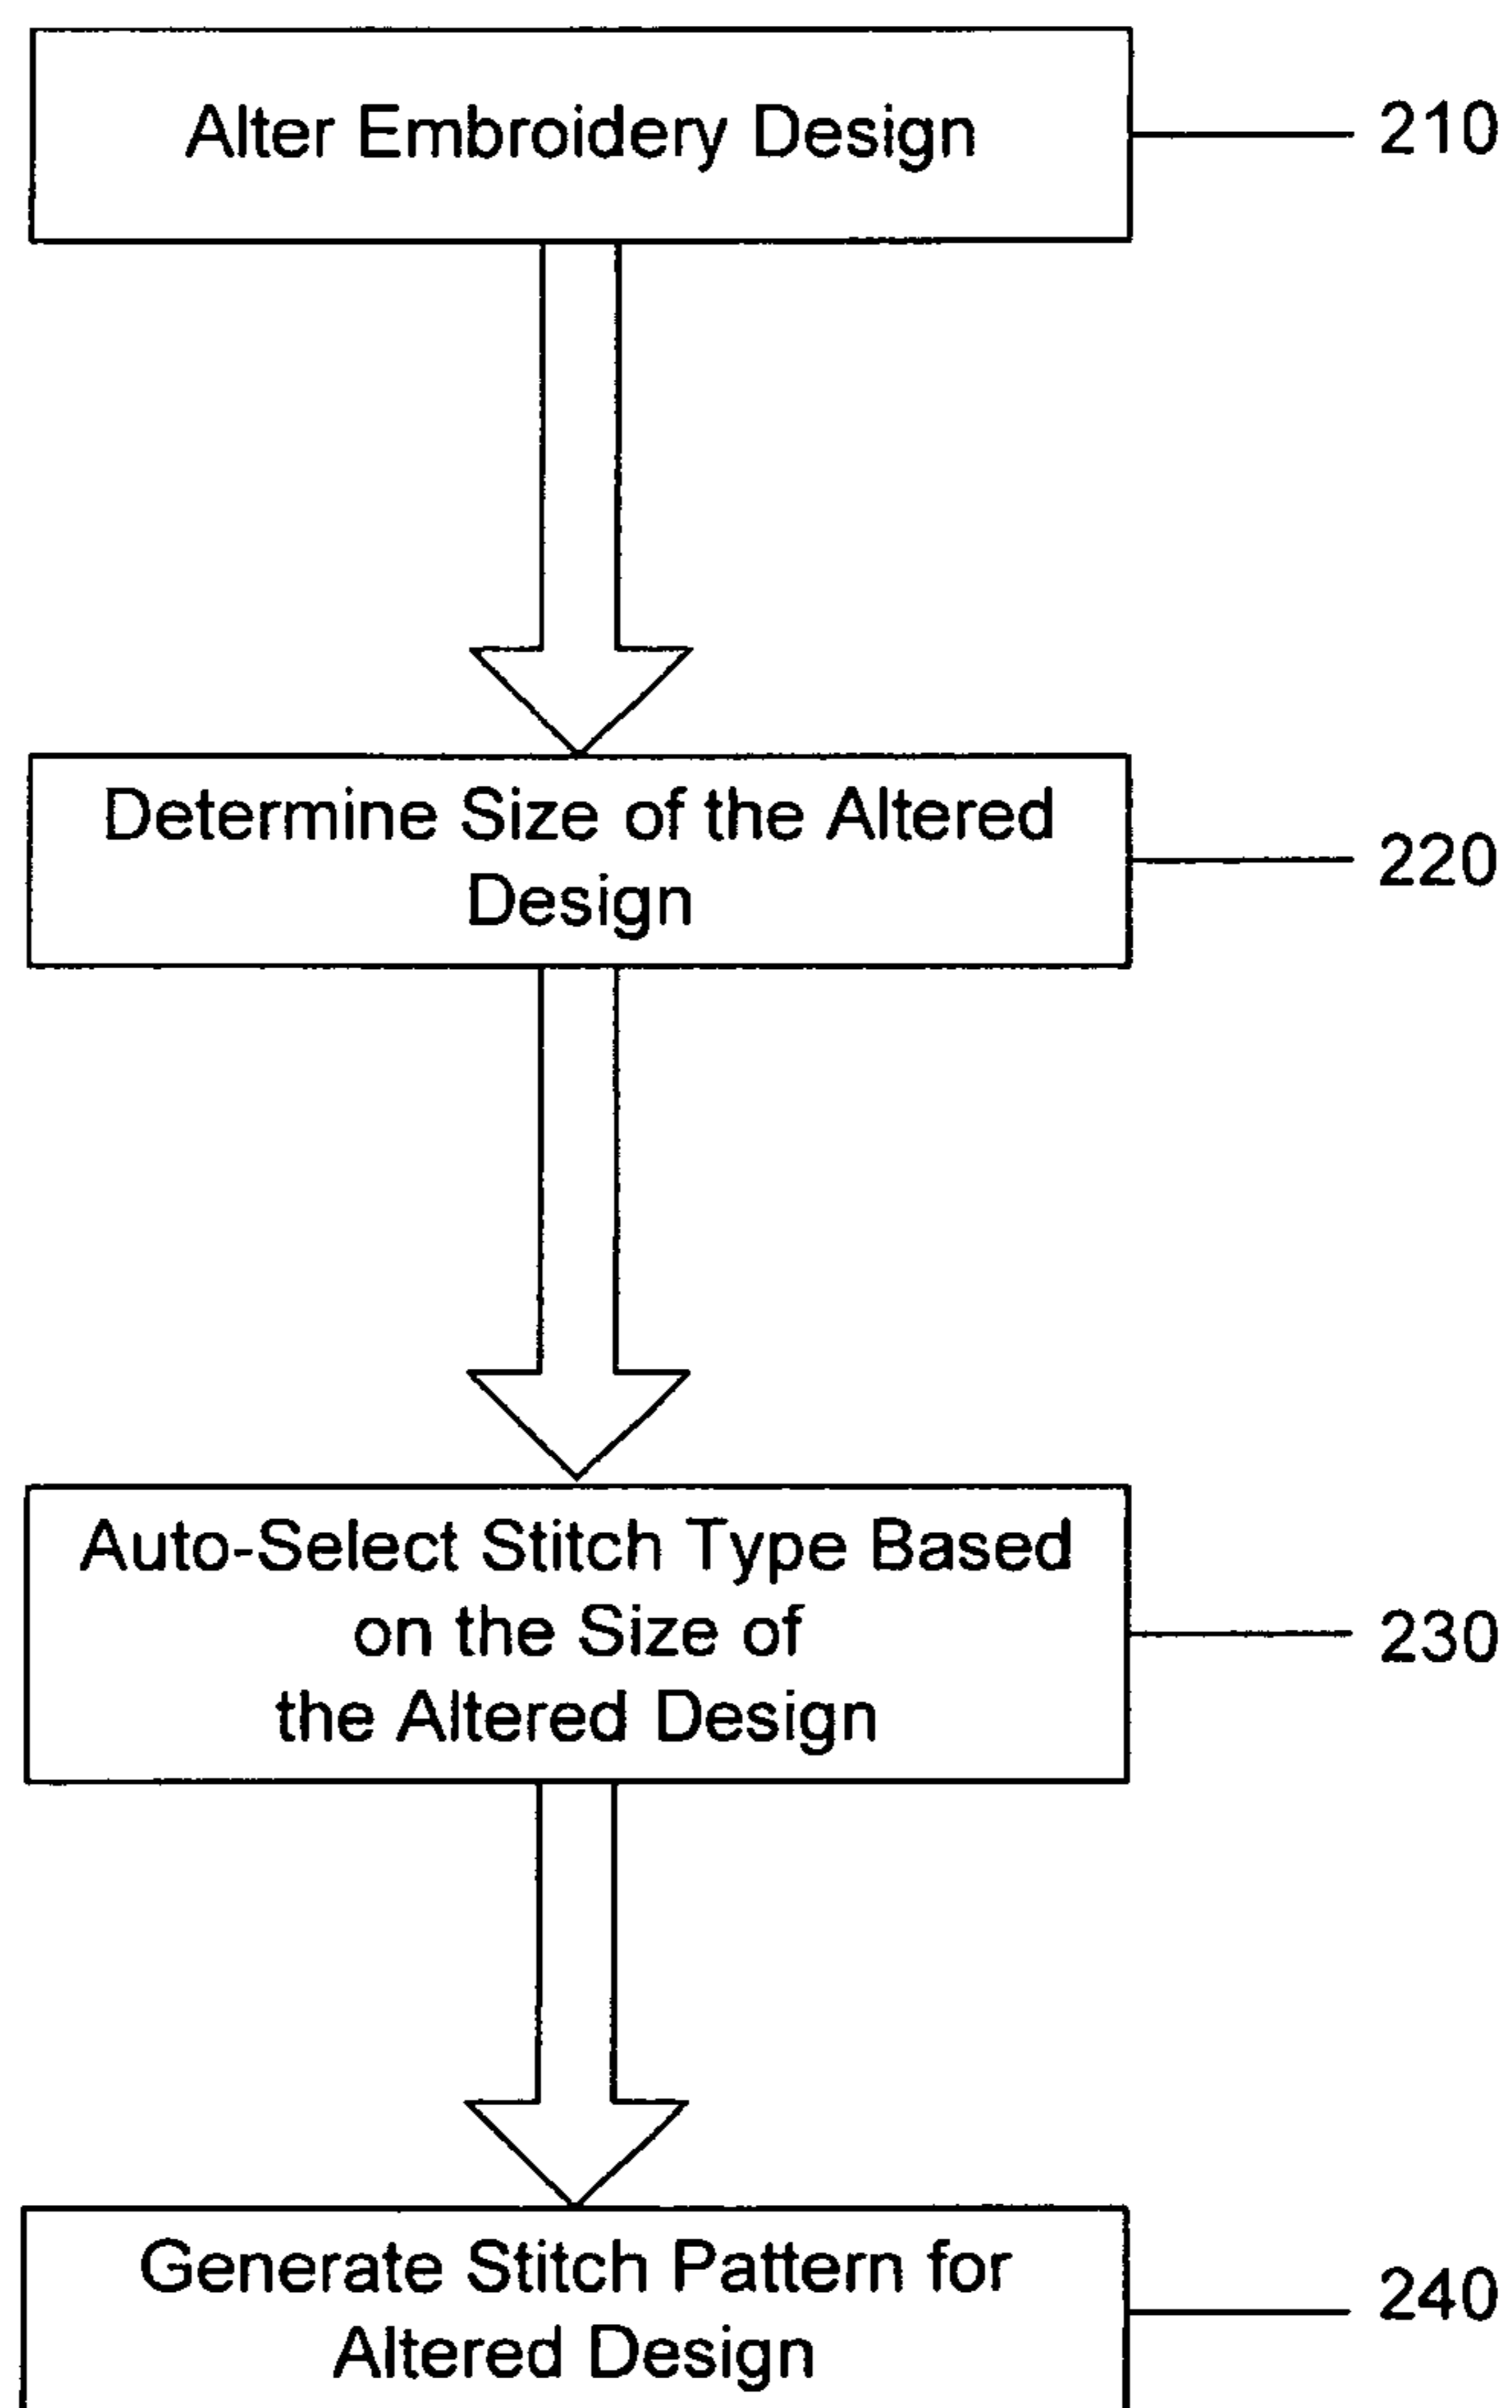 Alter Embroidery Design
210
Determine Size of the Altered
Design
220
Auto-Select Stitch Type Based
on the Size of
the Altered Design
230
Generate Stitch Pattern for
Altered Design
240